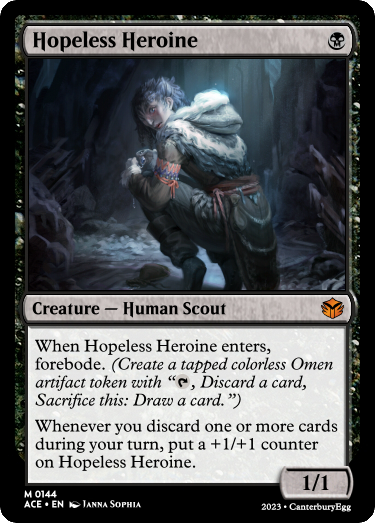 Hopeless Heroine
Creature — Human Scout
When Hopeless Heroine enters,
forebode. (Create a tapped colorless Omen
artifact token with “, Discard a card,
Sacrifice this: Draw a card.”)
Whenever you discard one or more cards
during your turn, put a +1/+1 counter
on Hopeless Heroine.
1/1
M 0144
ACE • EN Janna Sophia
2023 • CanterburyEgg